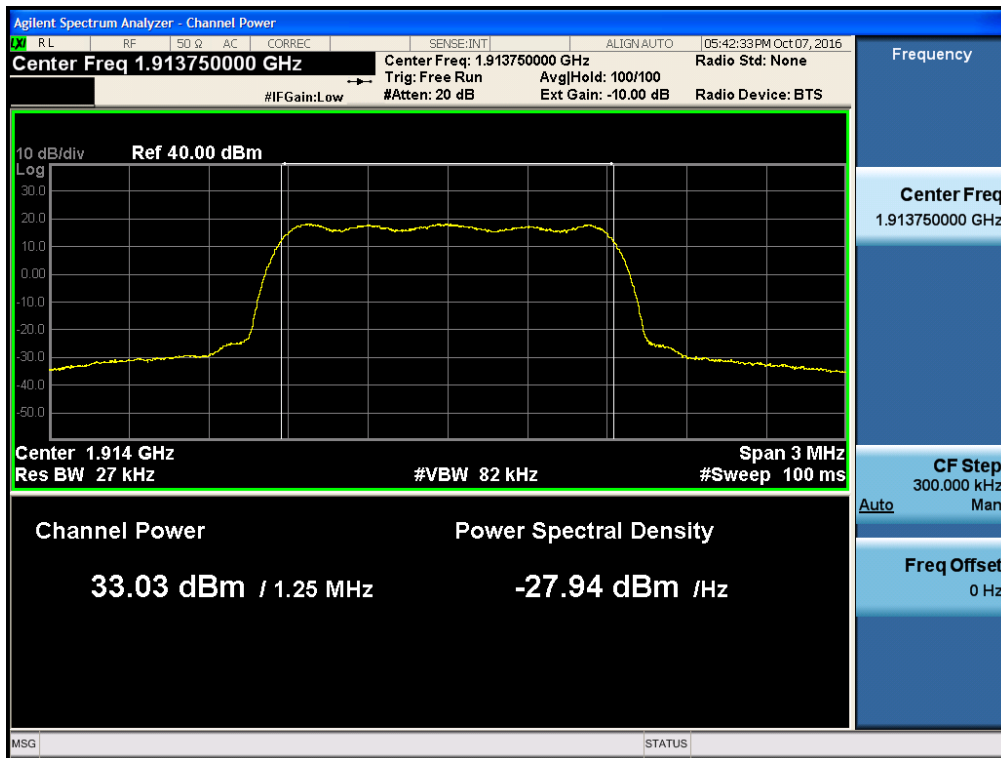 Agilent Spectrum Analyzer - Channel Power
LXI RL RF 50 Ω AC CORREC SENSE:INT ALIGN AUTO 05:42:33 PM Oct 07, 2016
Center Freq 1.913750000 GHz
Center Freq: 1.913750000 GHz
Radio Std: None
Trig: Free Run Avg|Hold: 100/100
#IFGain:Low #Atten: 20 dB Ext Gain: -10.00 dB Radio Device: BTS
10 dB/div Ref 40.00 dBm
Log
30.0
20.0
10.0
0.00
-10.0
-20.0
-30.0
-40.0
-50.0
Center 1.914 GHz Span 3 MHz
Res BW 27 kHz #VBW 82 kHz #Sweep 100 ms
Channel Power Power Spectral Density
33.03 dBm / 1.25 MHz -27.94 dBm /Hz
Frequency
Center Freq
1.913750000 GHz
CF Step
300.000 kHz
Auto Man
Freq Offset
0 Hz
MSG STATUS